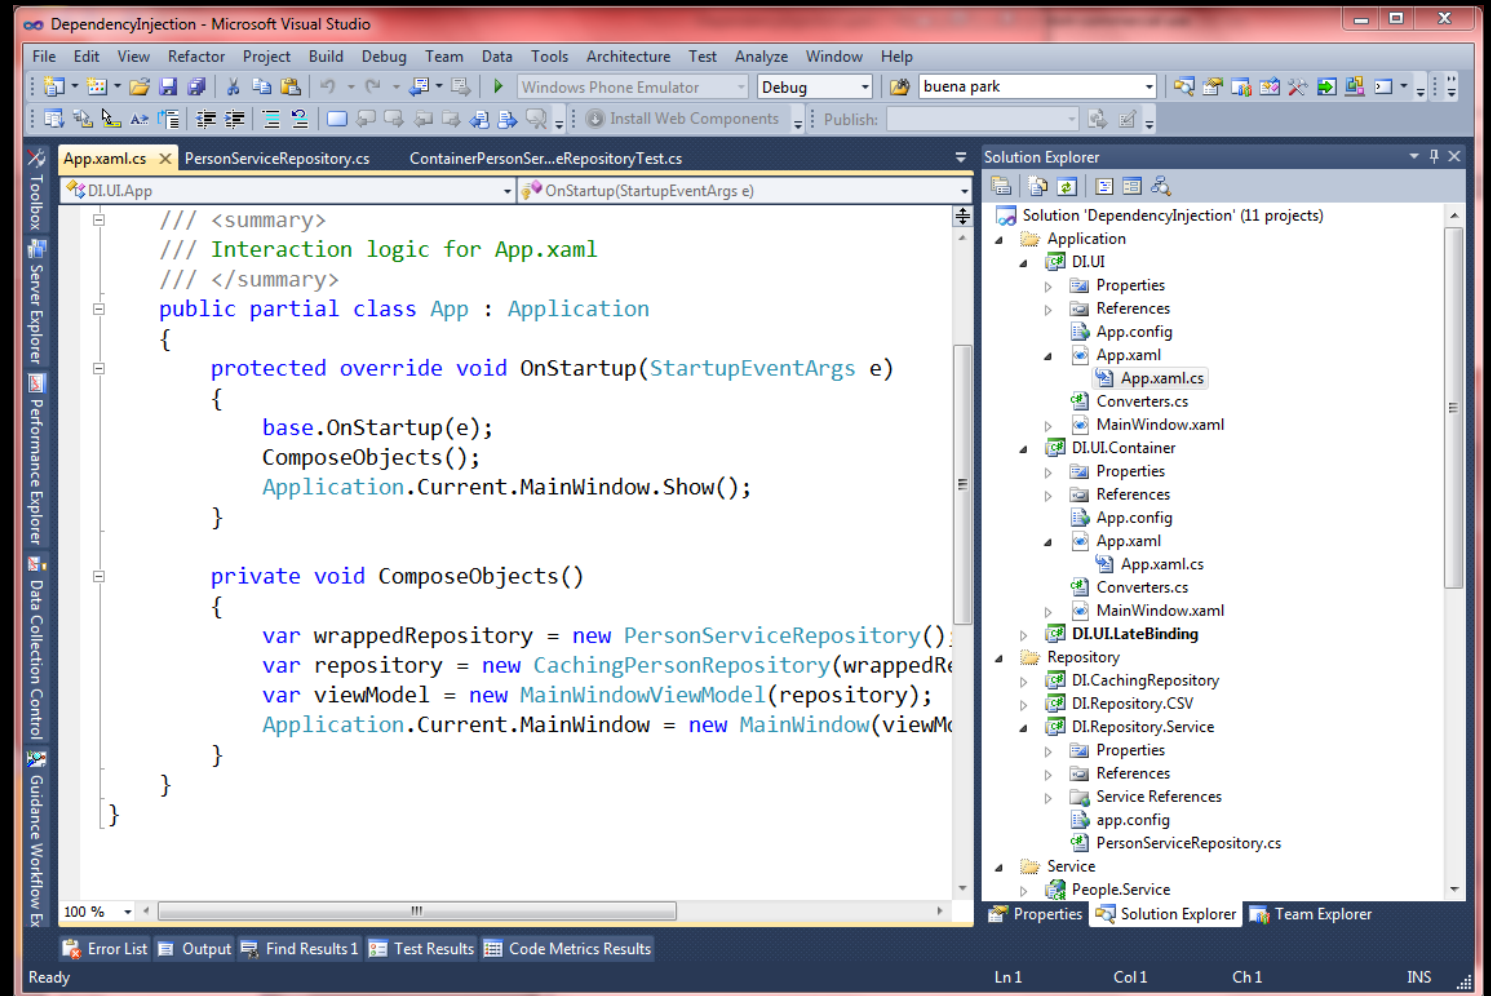 DependencyInjection - Microsoft Visual Studio
File Edit View Refactor Project Build Debug Team Data Tools Architecture Test Analyze Window Help
Windows Phone Emulator Debug buena park
Install Web Components Publish:
App.xaml.cs PersonServiceRepository.cs ContainerPersonSer...eRepositoryTest.cs
DI.UI.App OnStartup(StartupEventArgs e)
/// <summary>
/// Interaction logic for App.xaml
/// </summary>
public partial class App : Application
{
protected override void OnStartup(StartupEventArgs e)
{
base.OnStartup(e);
ComposeObjects();
Application.Current.MainWindow.Show();
}
private void ComposeObjects()
{
var wrappedRepository = new PersonServiceRepository();
var repository = new CachingPersonRepository(wrappedRe
var viewModel = new MainWindowViewModel(repository);
Application.Current.MainWindow = new MainWindow(viewMo
}
}
}
100 %
Toolbox
Server Explorer
Performance Explorer
Data Collection Control
Guidance Workflow Ex
Solution Explorer
Solution 'DependencyInjection' (11 projects)
Application
DI.UI
Properties
References
App.config
App.xaml
App.xaml.cs
Converters.cs
MainWindow.xaml
DI.UI.Container
Properties
References
App.config
App.xaml
App.xaml.cs
Converters.cs
MainWindow.xaml
DI.UI.LateBinding
Repository
DI.CachingRepository
DI.Repository.CSV
DI.Repository.Service
Properties
References
Service References
app.config
PersonServiceRepository.cs
Service
People.Service
Properties Solution Explorer Team Explorer
Error List Output Find Results 1 Test Results Code Metrics Results
Ready Ln 1 Col 1 Ch 1 INS